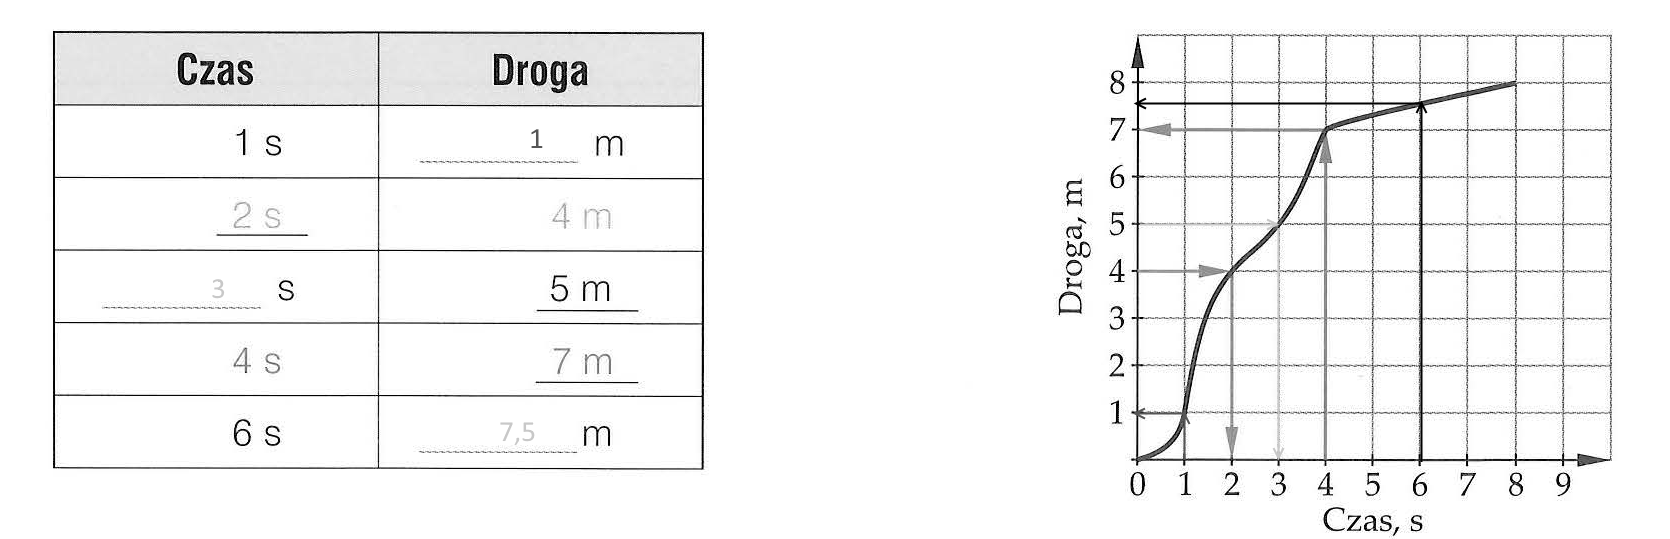 Czas Droga
1 s 1 m
2 s 4 m
3 s 5 m
4 s 7 m
6 s 7,5 m
8
7
6
5
4
3
2
1
Droga, m
0 1 2 3 4 5 6 7 8 9
Czas, s